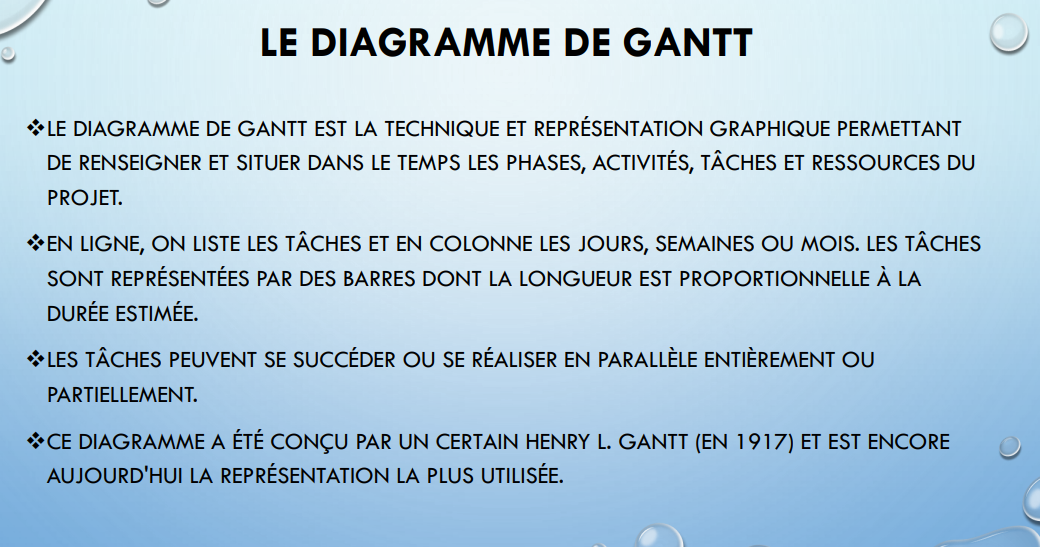 LE DIAGRAMME DE GANTT
❖LE DIAGRAMME DE GANTT EST LA TECHNIQUE ET REPRÉSENTATION GRAPHIQUE PERMETTANT
DE RENSEIGNER ET SITUER DANS LE TEMPS LES PHASES, ACTIVITÉS, TÂCHES ET RESSOURCES DU
PROJET.
❖EN LIGNE, ON LISTE LES TÂCHES ET EN COLONNE LES JOURS, SEMAINES OU MOIS. LES TÂCHES
SONT REPRÉSENTÉES PAR DES BARRES DONT LA LONGUEUR EST PROPORTIONNELLE À LA
DURÉE ESTIMÉE.
❖LES TÂCHES PEUVENT SE SUCCÉDER OU SE RÉALISER EN PARALLÈLE ENTIÈREMENT OU
PARTIELLEMENT.
❖CE DIAGRAMME A ÉTÉ CONÇU PAR UN CERTAIN HENRY L. GANTT (EN 1917) ET EST ENCORE
AUJOURD'HUI LA REPRÉSENTATION LA PLUS UTILISÉE.